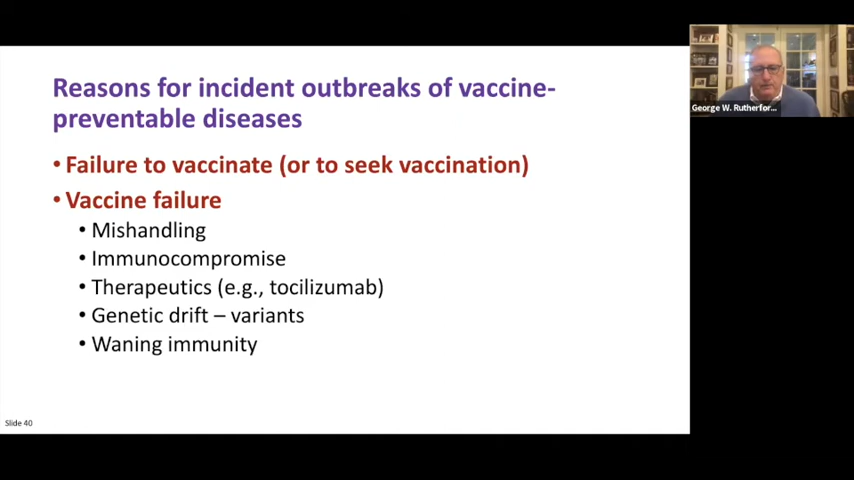 Reasons for incident outbreaks of vaccine-
preventable diseases
• Failure to vaccinate (or to seek vaccination)
• Vaccine failure
• Mishandling
• Immunocompromise
• Therapeutics (e.g., tocilizumab)
• Genetic drift – variants
• Waning immunity
Slide 40
George W. Rutherfor...